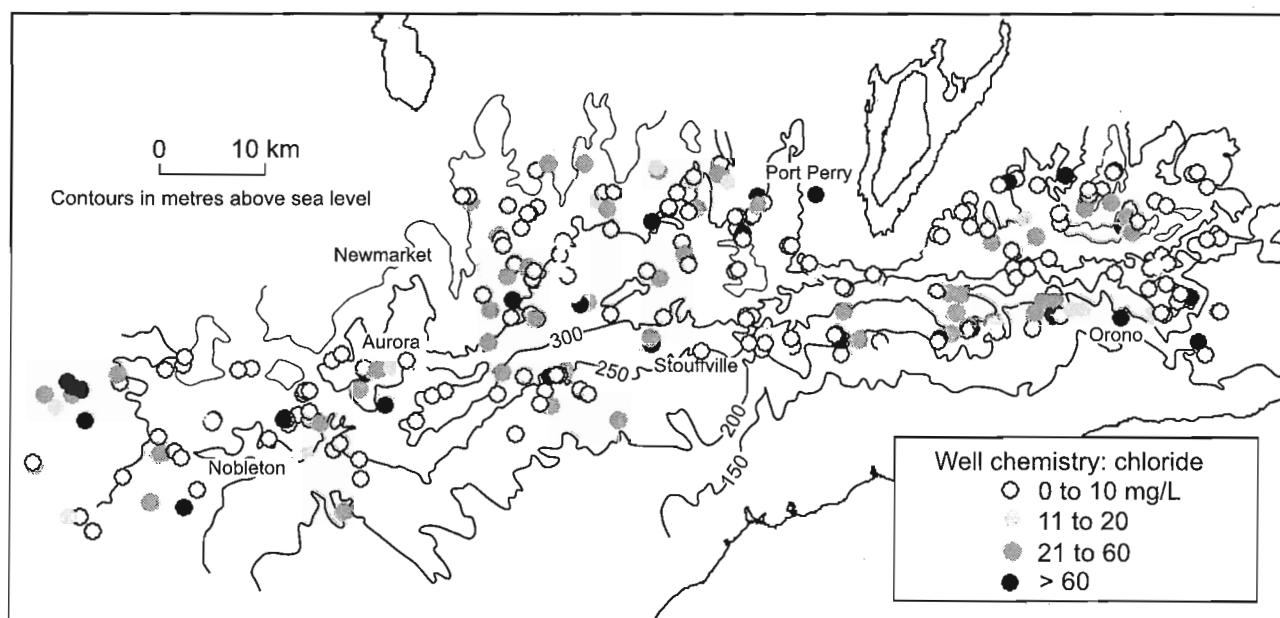 0 10 km
Contours in metres above sea level
Port Perry
Newmarket
300
Aurora
Orono
Stouffville
250
200
Nobleton
150
Well chemistry: chloride
0 to 10 mg/L
11 to 20
21 to 60
> 60